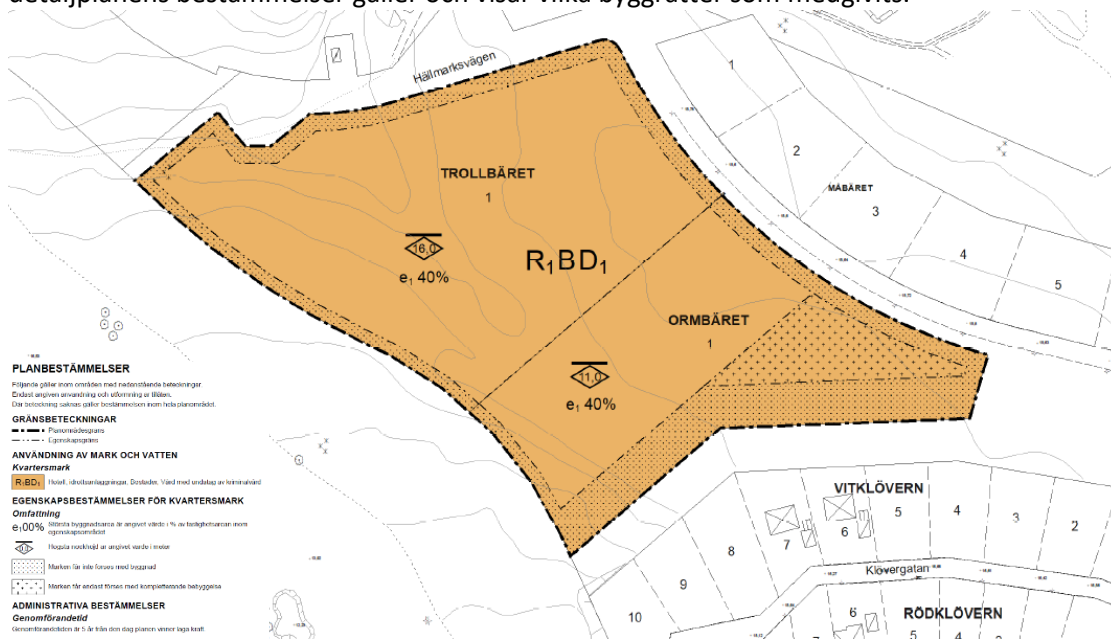 detaljplanens bestämmelser gäller och visar vilka byggrätter som medgivits.
Hällmarksvägen
1
2
TROLLBÄRET
1
MÅBÄRET
3
16,0
e₁ 40%
R₁BD₁
4
5
ORMBÄRET
1
11,0
e₁ 40%
PLANBESTÄMMELSER
Följande gäller inom områden med nedanstående beteckningar.
Endast angiven användning och utformning är tillåten.
Där beteckning saknas gäller bestämmelsen inom hela planområdet.
GRÄNSBETECKNINGAR
Planområdesgräns
Egenskapsgräns
ANVÄNDNING AV MARK OCH VATTEN
Kvartersmark
R₁BD₁ Hotell, idrottsanläggningar. Bostäder. Vård med undatag av kriminalvård.
EGENSKAPSBESTÄMMELSER FÖR KVARTERSMARK
Omfattning
e₁00% Största byggnadsarea är angivet värde i % av fastighetsarean inom
egenskapsområdet
0,0 Högsta nockhöjd är angivet värde i meter
Marken får inte förses med byggnad
Marken får endast förses med kompletterande bebyggelse
ADMINISTRATIVA BESTÄMMELSER
Genomförandetid
Genomförandetiden är 5 år från den dag planen vinner laga kraft.
VITKLÖVERN
5
4
3
2
6
7
8
9
10
Klövergatan
6
RÖDKLÖVERN
5
4